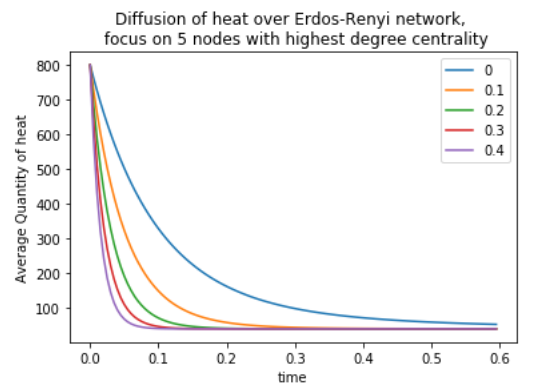 Diffusion of heat over Erdos-Renyi network,
focus on 5 nodes with highest degree centrality
800
700
600
500
400
300
200
100
Average Quantity of heat
0
0.1
0.2
0.3
0.4
0.0 0.1 0.2 0.3 0.4 0.5 0.6
time